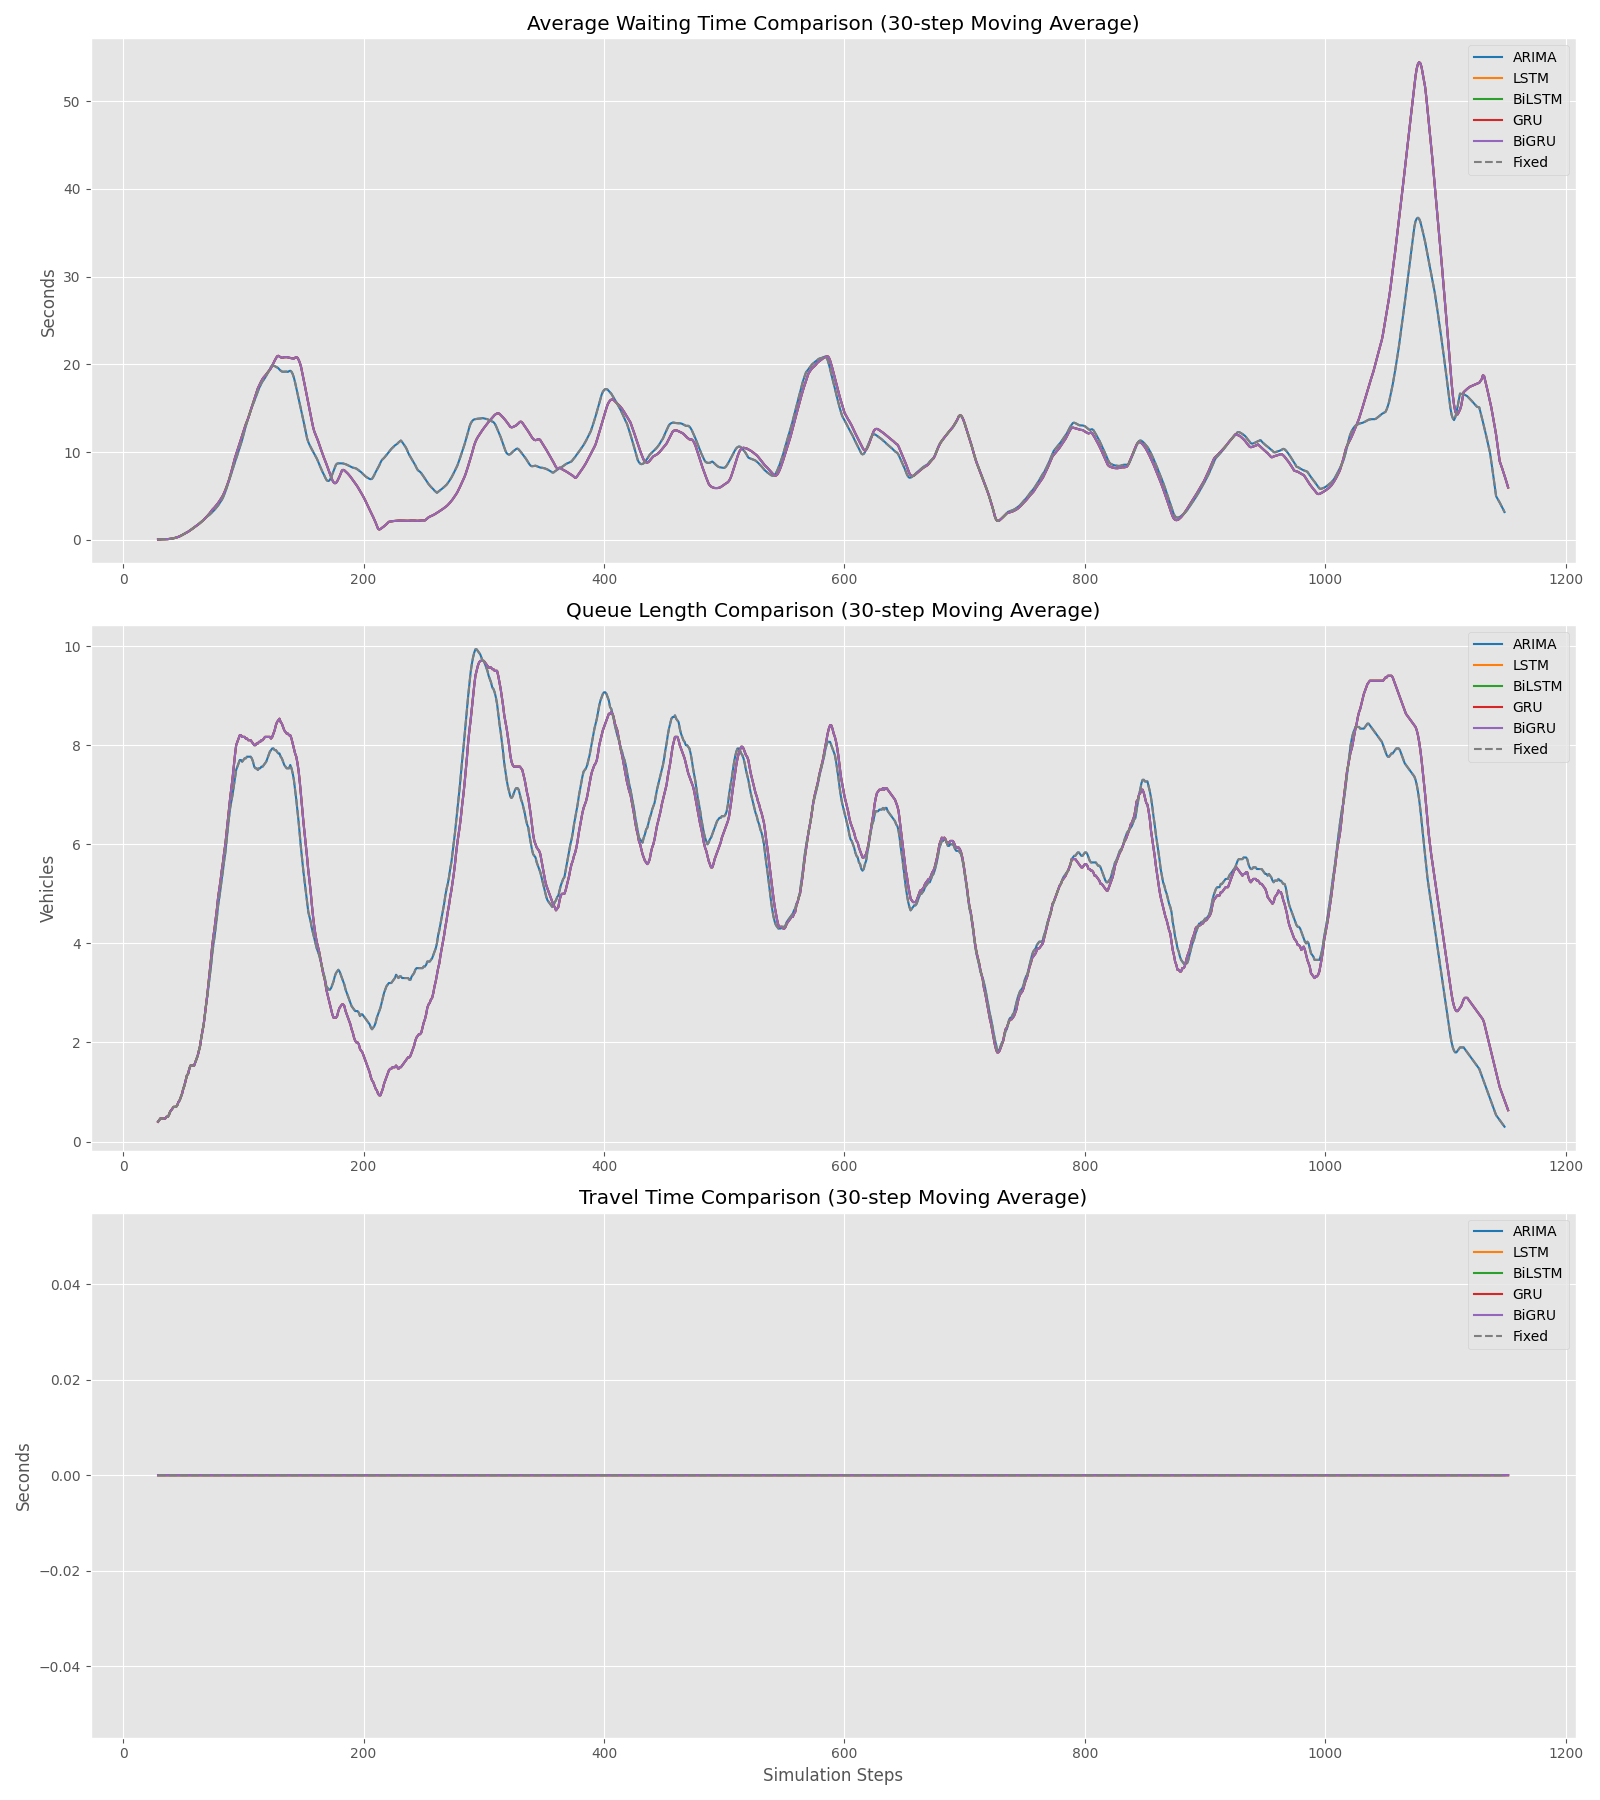 Average Waiting Time Comparison (30-step Moving Average)
50
40
30
20
10
0
Seconds
0 200 400 600 800 1000 1200
ARIMA
LSTM
BiLSTM
GRU
BiGRU
Fixed
Queue Length Comparison (30-step Moving Average)
10
8
6
4
2
0
Vehicles
0 200 400 600 800 1000 1200
ARIMA
LSTM
BiLSTM
GRU
BiGRU
Fixed
Travel Time Comparison (30-step Moving Average)
0.04
0.02
0.00
−0.02
−0.04
Seconds
0 200 400 600 800 1000 1200
Simulation Steps
ARIMA
LSTM
BiLSTM
GRU
BiGRU
Fixed